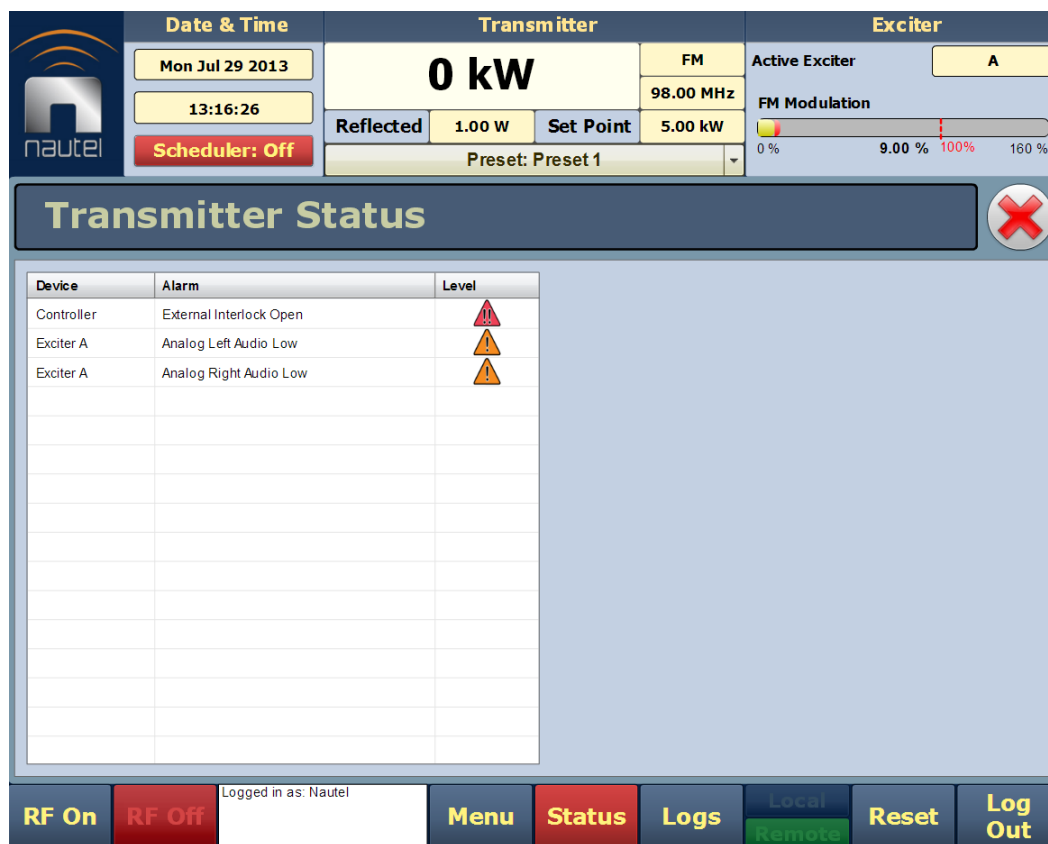 nautel
Date & Time
Mon Jul 29 2013
13:16:26
Scheduler: Off
Transmitter
0 kW
FM
98.00 MHz
Reflected 1.00 W Set Point 5.00 kW
Preset: Preset 1
Exciter
Active Exciter A
FM Modulation
0 % 9.00 % 100% 160 %
Transmitter Status
Device Alarm Level
Controller External Interlock Open
Exciter A Analog Left Audio Low
Exciter A Analog Right Audio Low
RF On
RF Off
Logged in as: Nautel
Menu
Status
Logs
Local
Remote
Reset
Log
Out